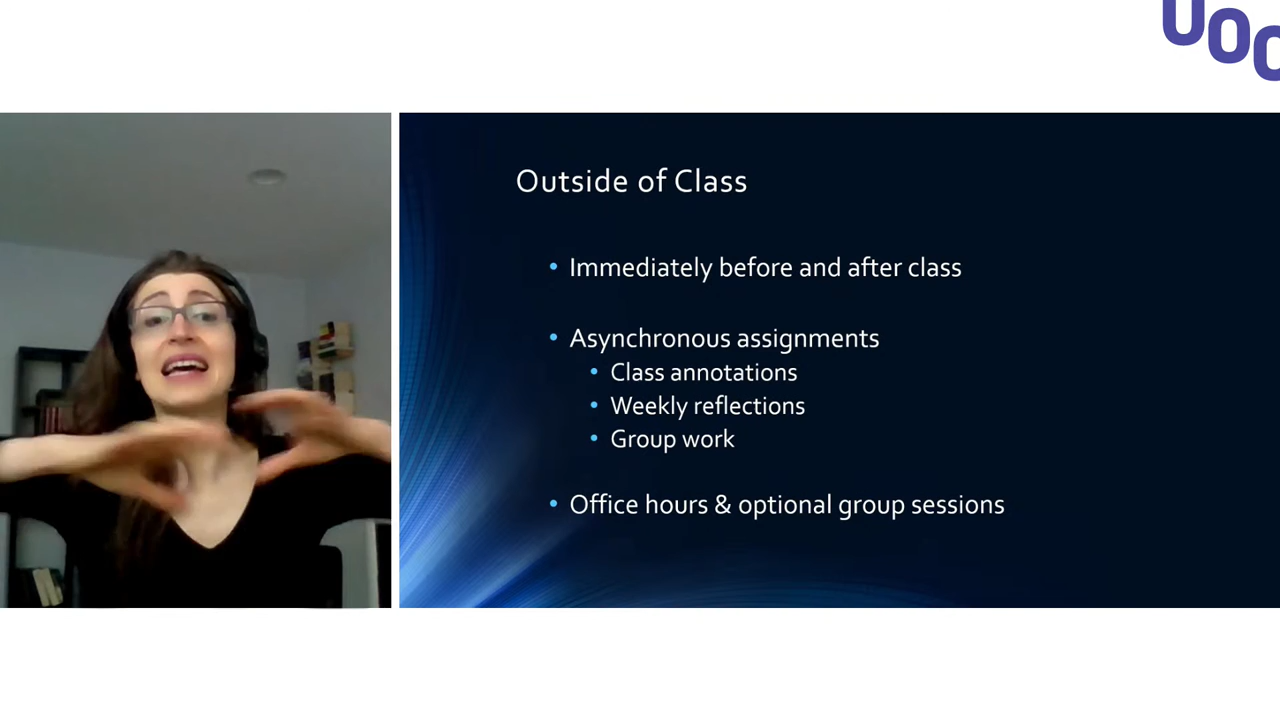 UOC
Outside of Class
• Immediately before and after class
• Asynchronous assignments
• Class annotations
• Weekly reflections
• Group work
• Office hours & optional group sessions